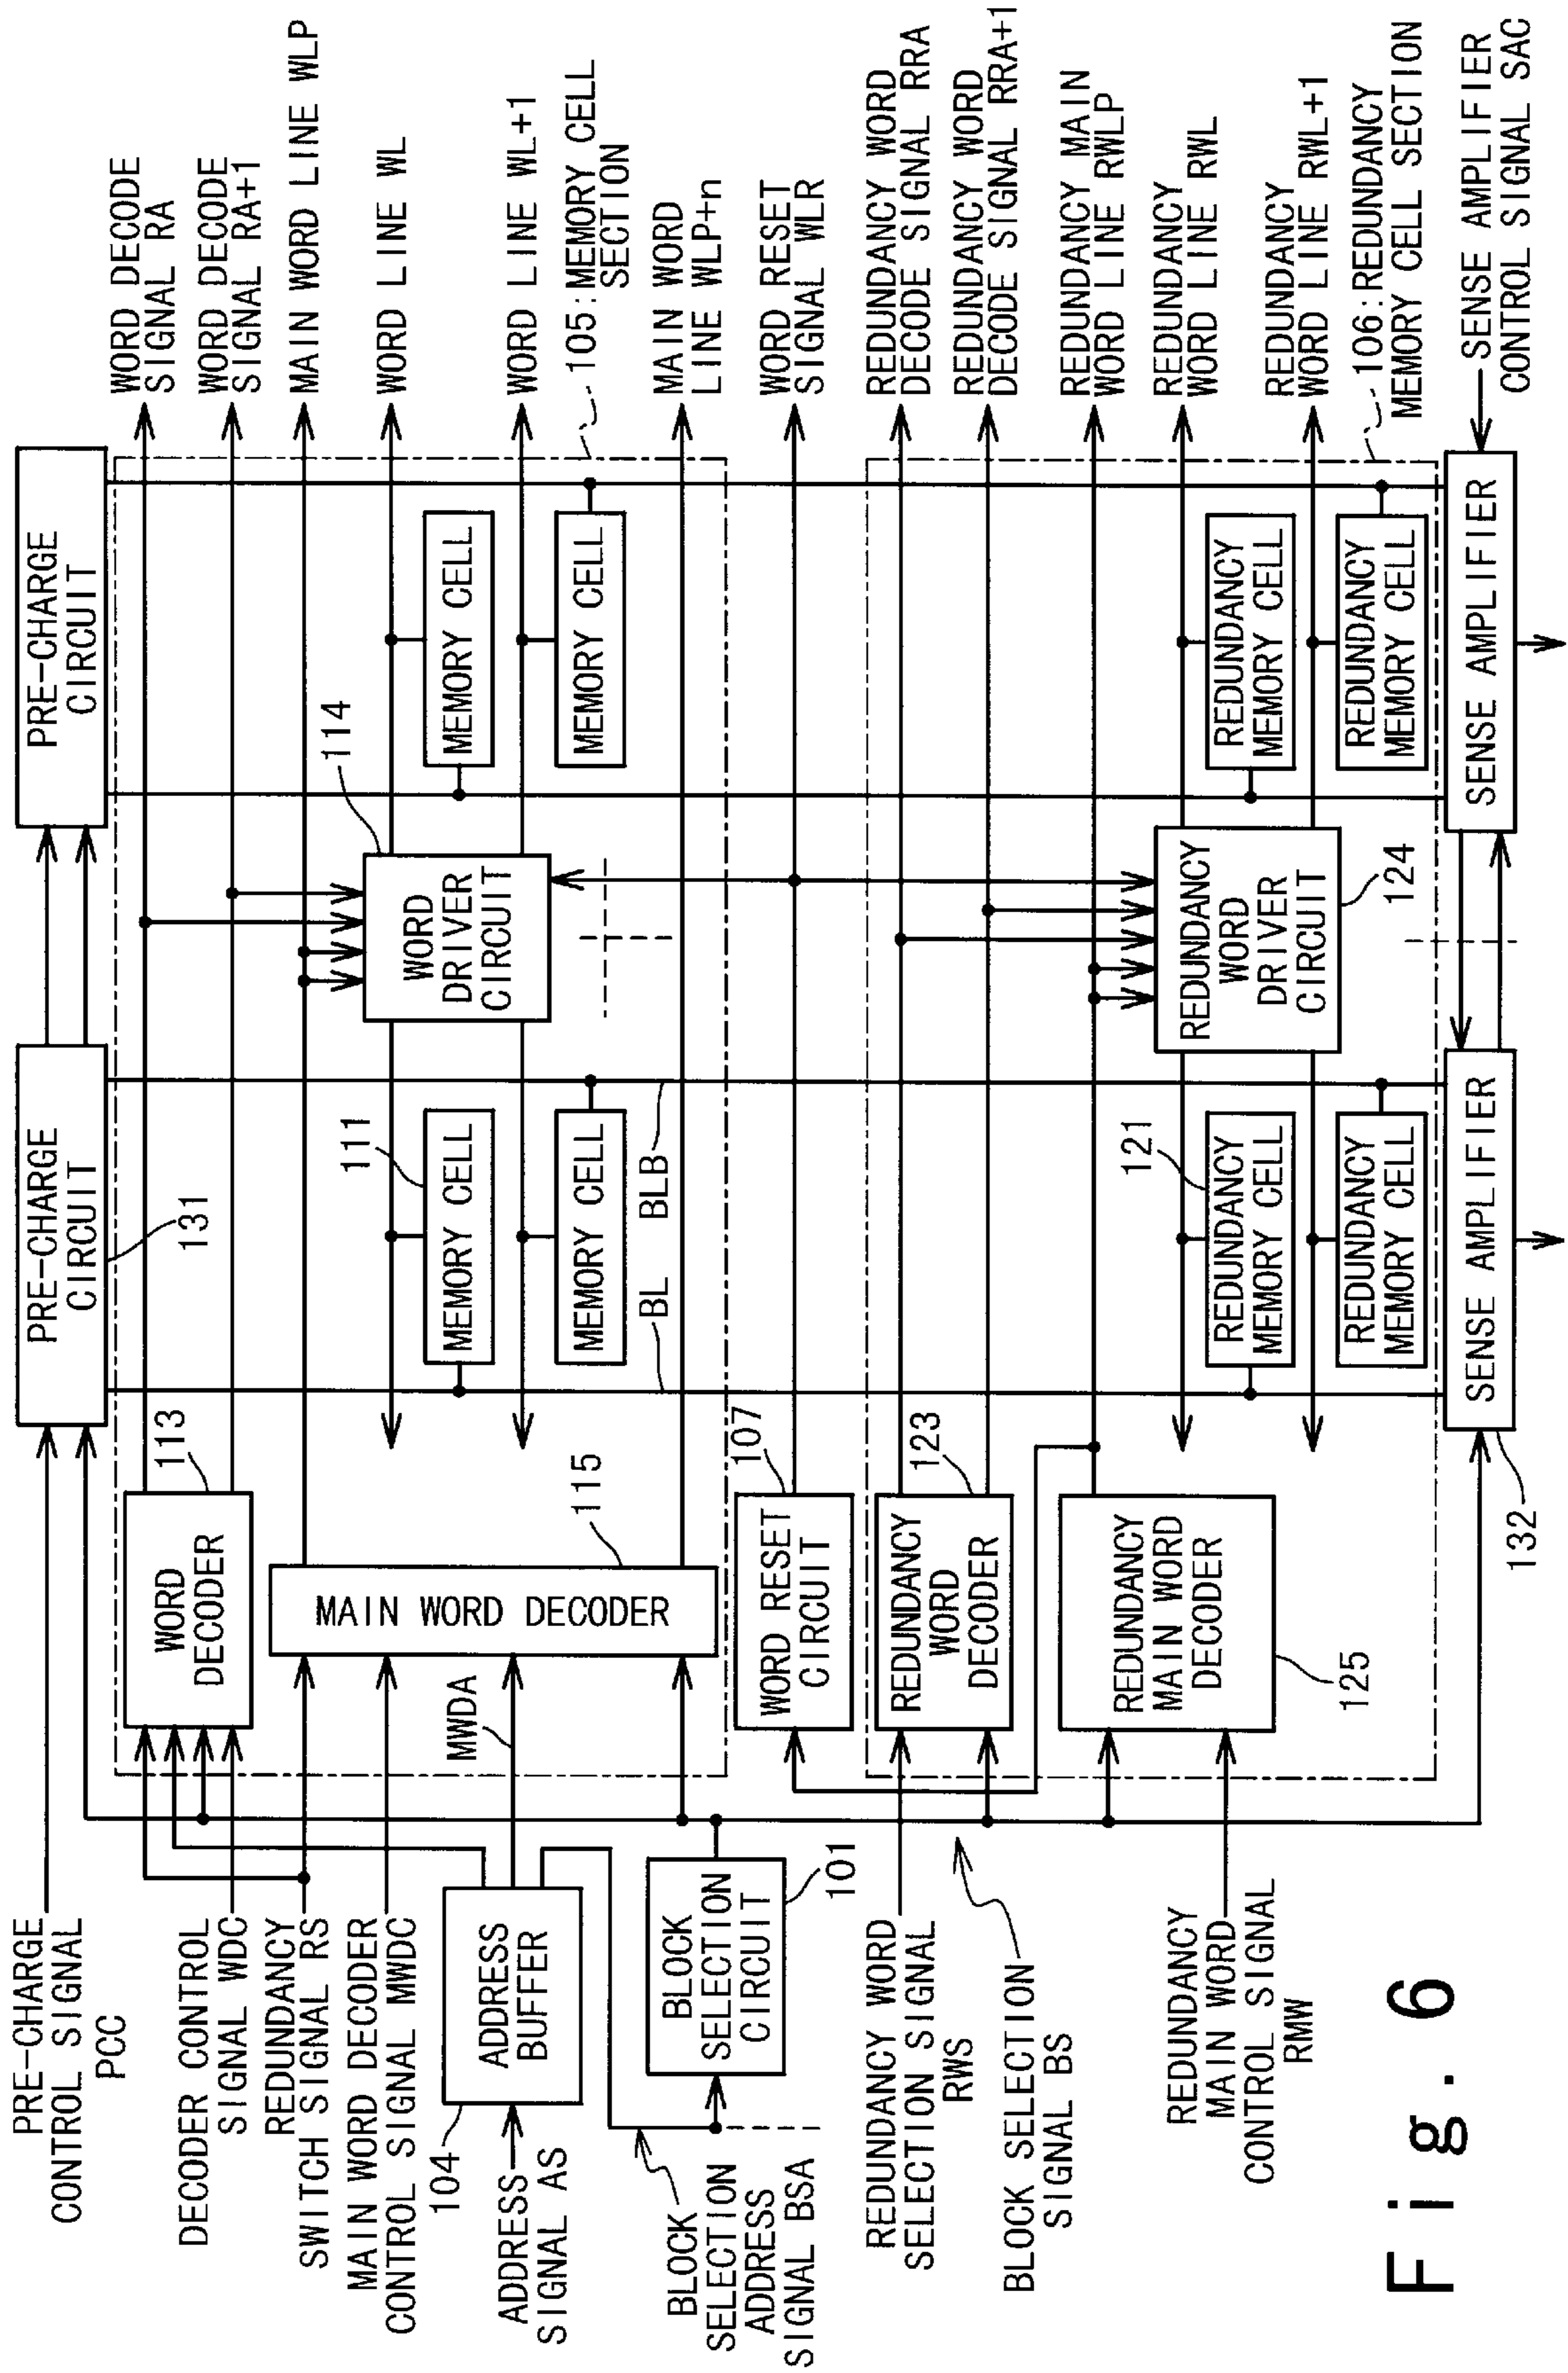 PRE-CHARGE
CONTROL SIGNAL
PCC
DECODER CONTROL
SIGNAL WDC
REDUNDANCY
SWITCH SIGNAL RS
MAIN WORD DECODER
CONTROL SIGNAL MWDC
104
ADDRESS
SIGNAL AS
ADDRESS
BUFFER
MWDA
BLOCK
SELECTION
ADDRESS
SIGNAL BSA
BLOCK
SELECTION
CIRCUIT
101
REDUNDANCY WORD
SELECTION SIGNAL
RWS
BLOCK SELECTION
SIGNAL BS
REDUNDANCY
MAIN WORD
CONTROL SIGNAL
RMW
PRE-CHARGE
CIRCUIT
131
PRE-CHARGE
CIRCUIT
WORD
DECODER
113
MAIN WORD DECODER
115
WORD RESET
CIRCUIT
107
REDUNDANCY
WORD
DECODER
123
REDUNDANCY
MAIN WORD
DECODER
125
111
MEMORY CELL
MEMORY CELL
BL
BLB
WORD
DRIVER
CIRCUIT
114
MEMORY CELL
MEMORY CELL
121
REDUNDANCY
MEMORY CELL
REDUNDANCY
MEMORY CELL
REDUNDANCY
WORD
DRIVER
CIRCUIT
124
REDUNDANCY
MEMORY CELL
REDUNDANCY
MEMORY CELL
SENSE AMPLIFIER
132
SENSE AMPLIFIER
WORD DECODE
SIGNAL RA
WORD DECODE
SIGNAL RA+1
MAIN WORD LINE WLP
WORD LINE WL
WORD LINE WL+1
105:MEMORY CELL
SECTION
MAIN WORD
LINE WLP+n
WORD RESET
SIGNAL WLR
REDUNDANCY WORD
DECODE SIGNAL RRA
REDUNDANCY WORD
DECODE SIGNAL RRA+1
REDUNDANCY MAIN
WORD LINE RWLP
REDUNDANCY
WORD LINE RWL
REDUNDANCY
WORD LINE RWL+1
106:REDUNDANCY
MEMORY CELL SECTION
SENSE AMPLIFIER
CONTROL SIGNAL SAC
Fig. 6